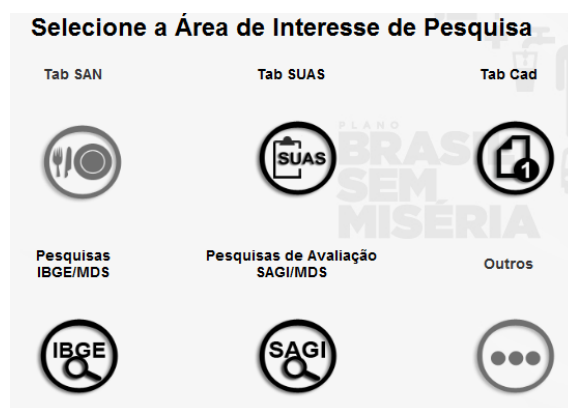 Selecione a Área de Interesse de Pesquisa
Tab SAN
Tab SUAS
Tab Cad
SUAS
1
PLANO
BRASIL
SEM
MISÉRIA
Pesquisas
IBGE/MDS
Pesquisas de Avaliação
SAGI/MDS
Outros
IBGE
SAGI